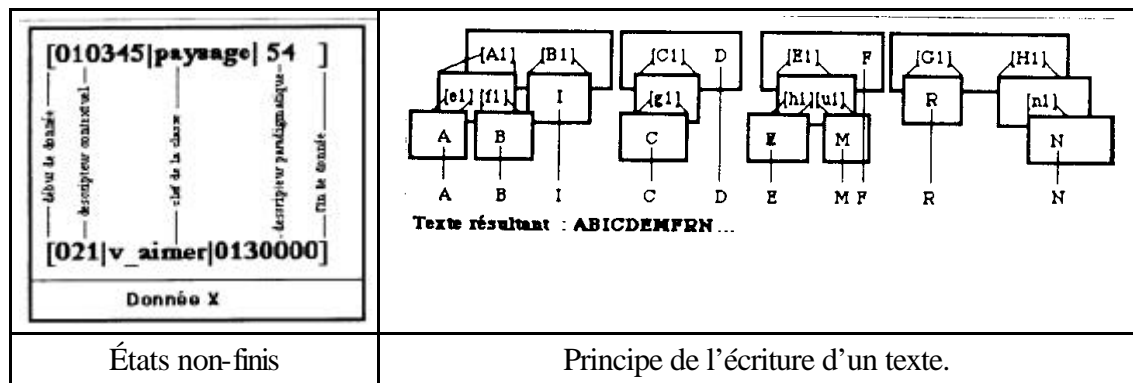 [010345|paysage| 54 ]
début de donnée
descripteur contextuel
clef de la classe
descripteur paradigmatique
fin de donnée
[021|v_aimer|0130000]
Donnée X
États non-finis
[A1] [B1] [C1] D [E1] F [G1] [H1]
[e1] [f1] I [g1] [h1][u1] R [n1]
A B C E M N
A B I C D E M F R N
Texte résultant : ABICDEMFRN...
Principe de l’écriture d’un texte.